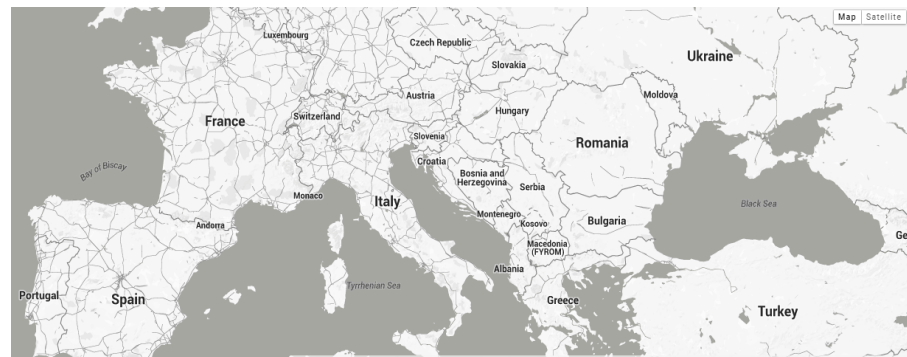 Map Satellite
Luxembourg
Czech Republic
Ukraine
Slovakia
Moldova
Austria
Hungary
France
Switzerland
Slovenia
Romania
Croatia
Bay of Biscay
Bosnia and
Herzegovina
Serbia
Monaco
Italy
Black Sea
Montenegro
Kosovo
Bulgaria
Andorra
Ge
Macedonia
(FYROM)
Albania
Tyrrhenian Sea
Portugal
Spain
Greece
Turkey